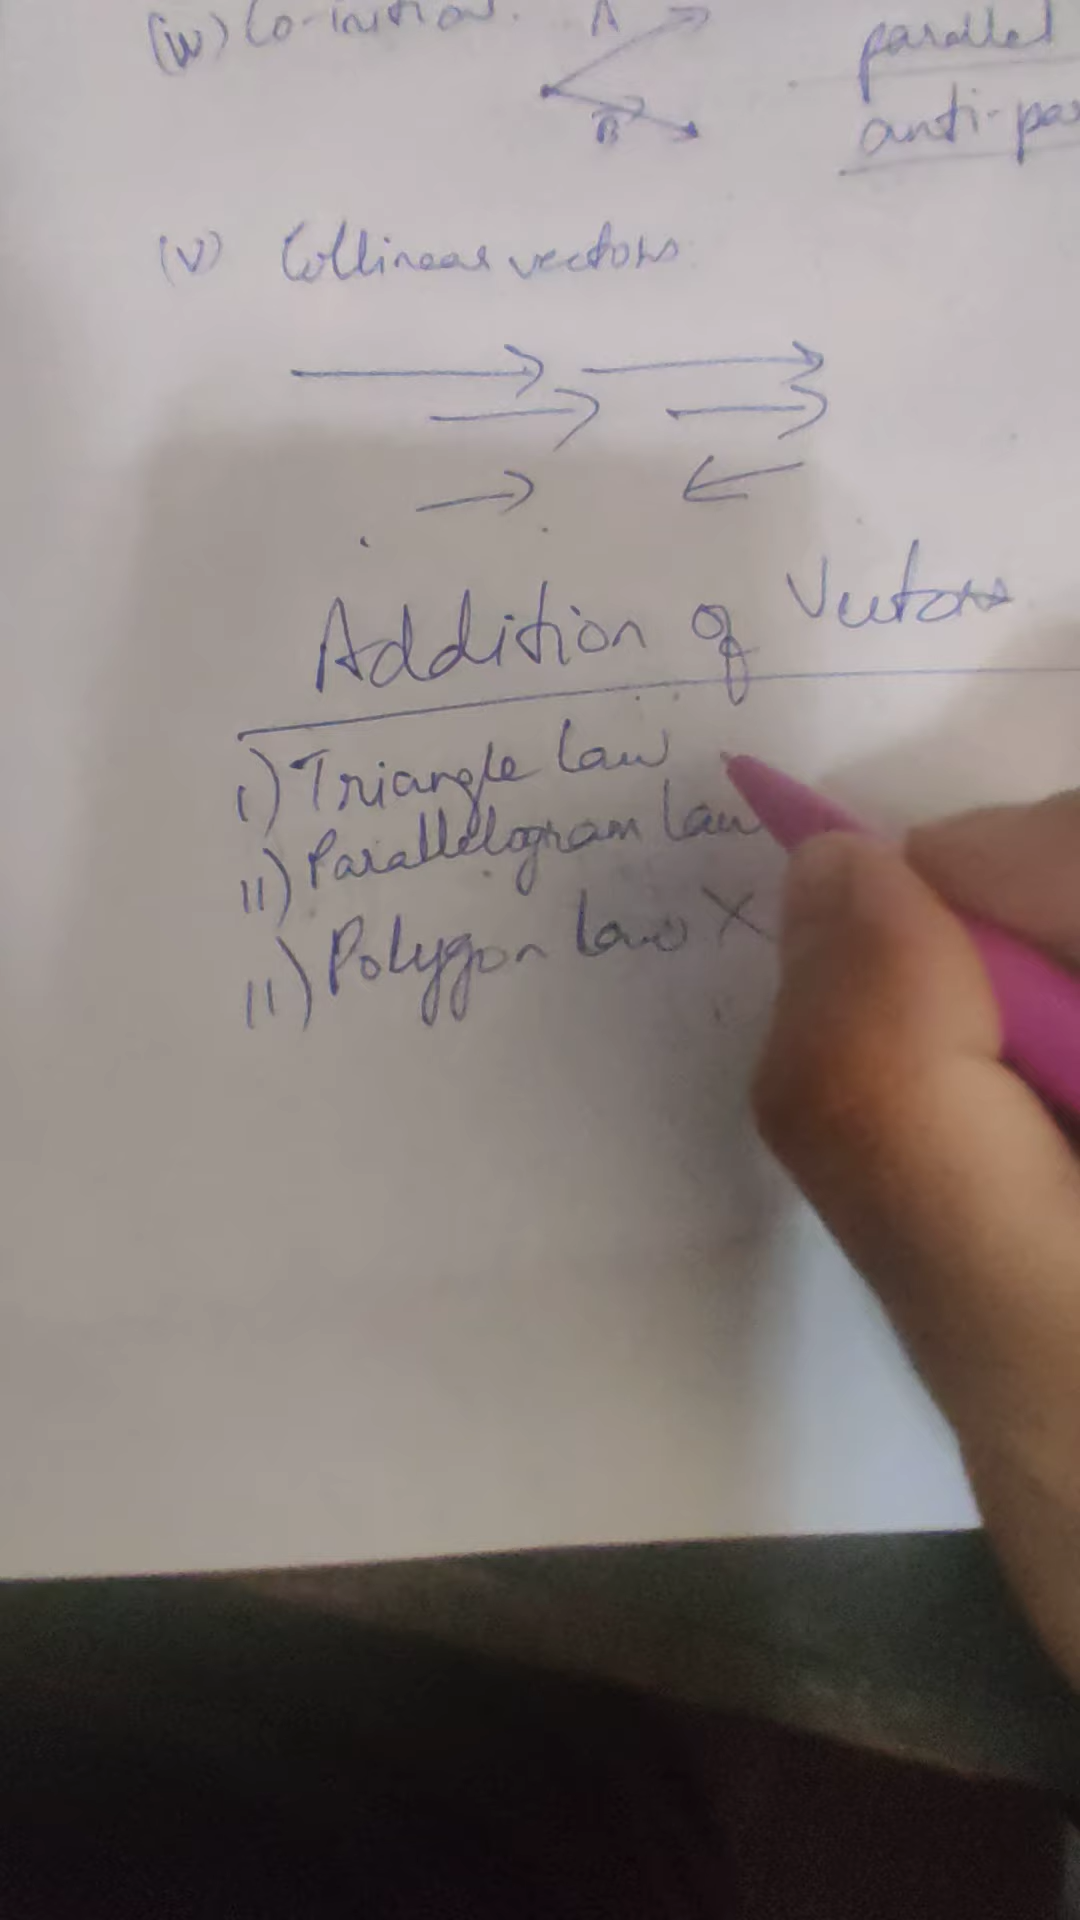 (iv) Co-initial.
A
B
parallel
anti-pa
(v) Collinear vectors
Addition of Vectors
I) Triangle law
II) Parallelogram law
II) Polygon law X